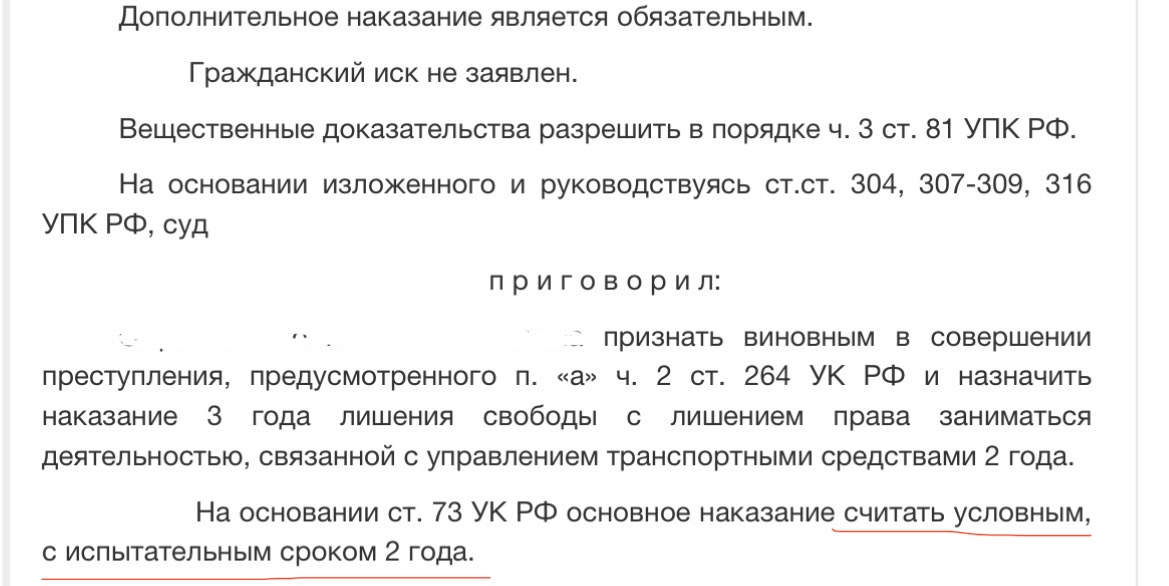 Дополнительное наказание является обязательным.
Гражданский иск не заявлен.
Вещественные доказательства разрешить в порядке ч. 3 ст. 81 УПК РФ.
На основании изложенного и руководствуясь ст.ст. 304, 307-309, 316
УПК РФ, суд
п р и г о в о р и л:
признать виновным в совершении
преступления, предусмотренного п. «а» ч. 2 ст. 264 УК РФ и назначить
наказание 3 года лишения свободы с лишением права заниматься
деятельностью, связанной с управлением транспортными средствами 2 года.
На основании ст. 73 УК РФ основное наказание считать условным,
с испытательным сроком 2 года.